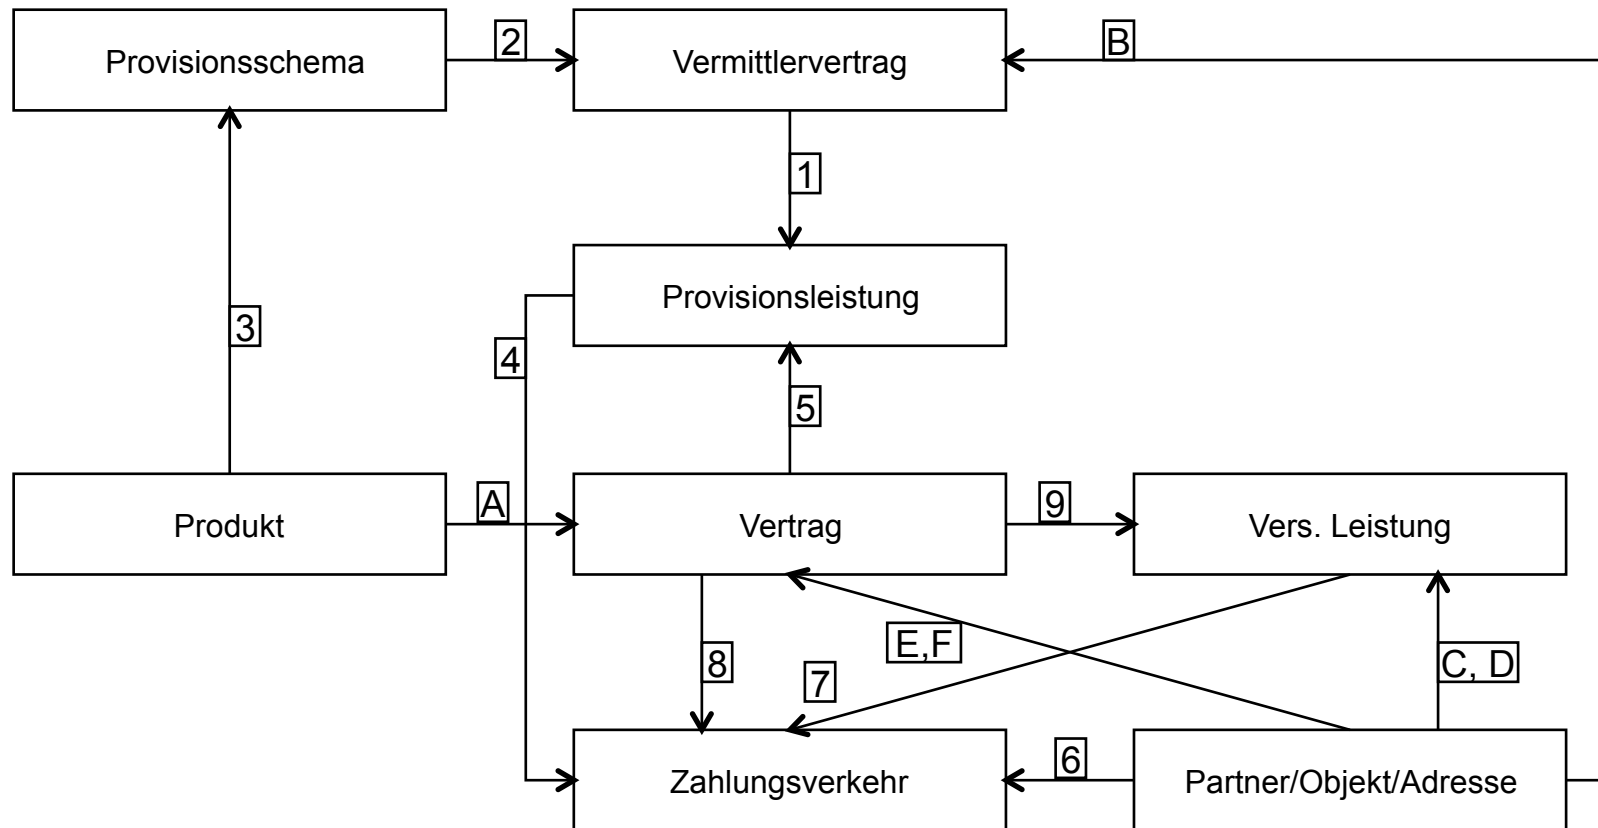 Provisionsschema
2
Vermittlervertrag
B
1
Provisionsleistung
3
4
5
Produkt
A
Vertrag
9
Vers. Leistung
E,F
8
7
C, D
Zahlungsverkehr
6
Partner/Objekt/Adresse